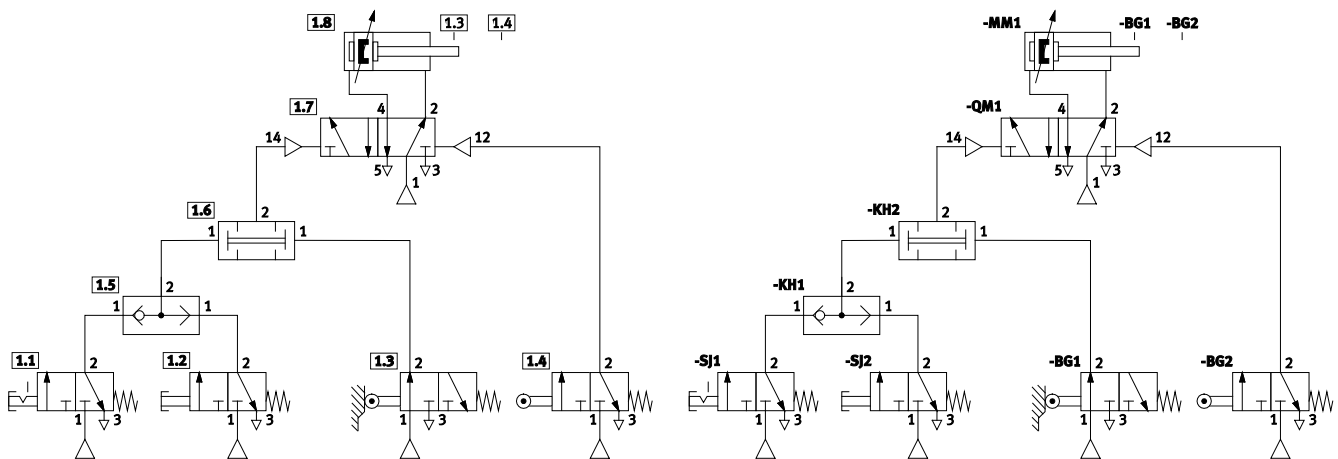 1.8 1.3 1.4 -MM1 -BG1 -BG2
1.7 4 2 -QM1 4 2
14 12 14 12
5 3 5 3
1 1
1.6 2 -KH2 2
1 1 1 1
1.5 2 -KH1 2
1 1 1 1
1.1 2 1.2 2 1.3 2 1.4 2 -SJ1 2 -SJ2 2 -BG1 2 -BG2 2
1 3 1 3 1 3 1 3 1 3 1 3 1 3 1 3